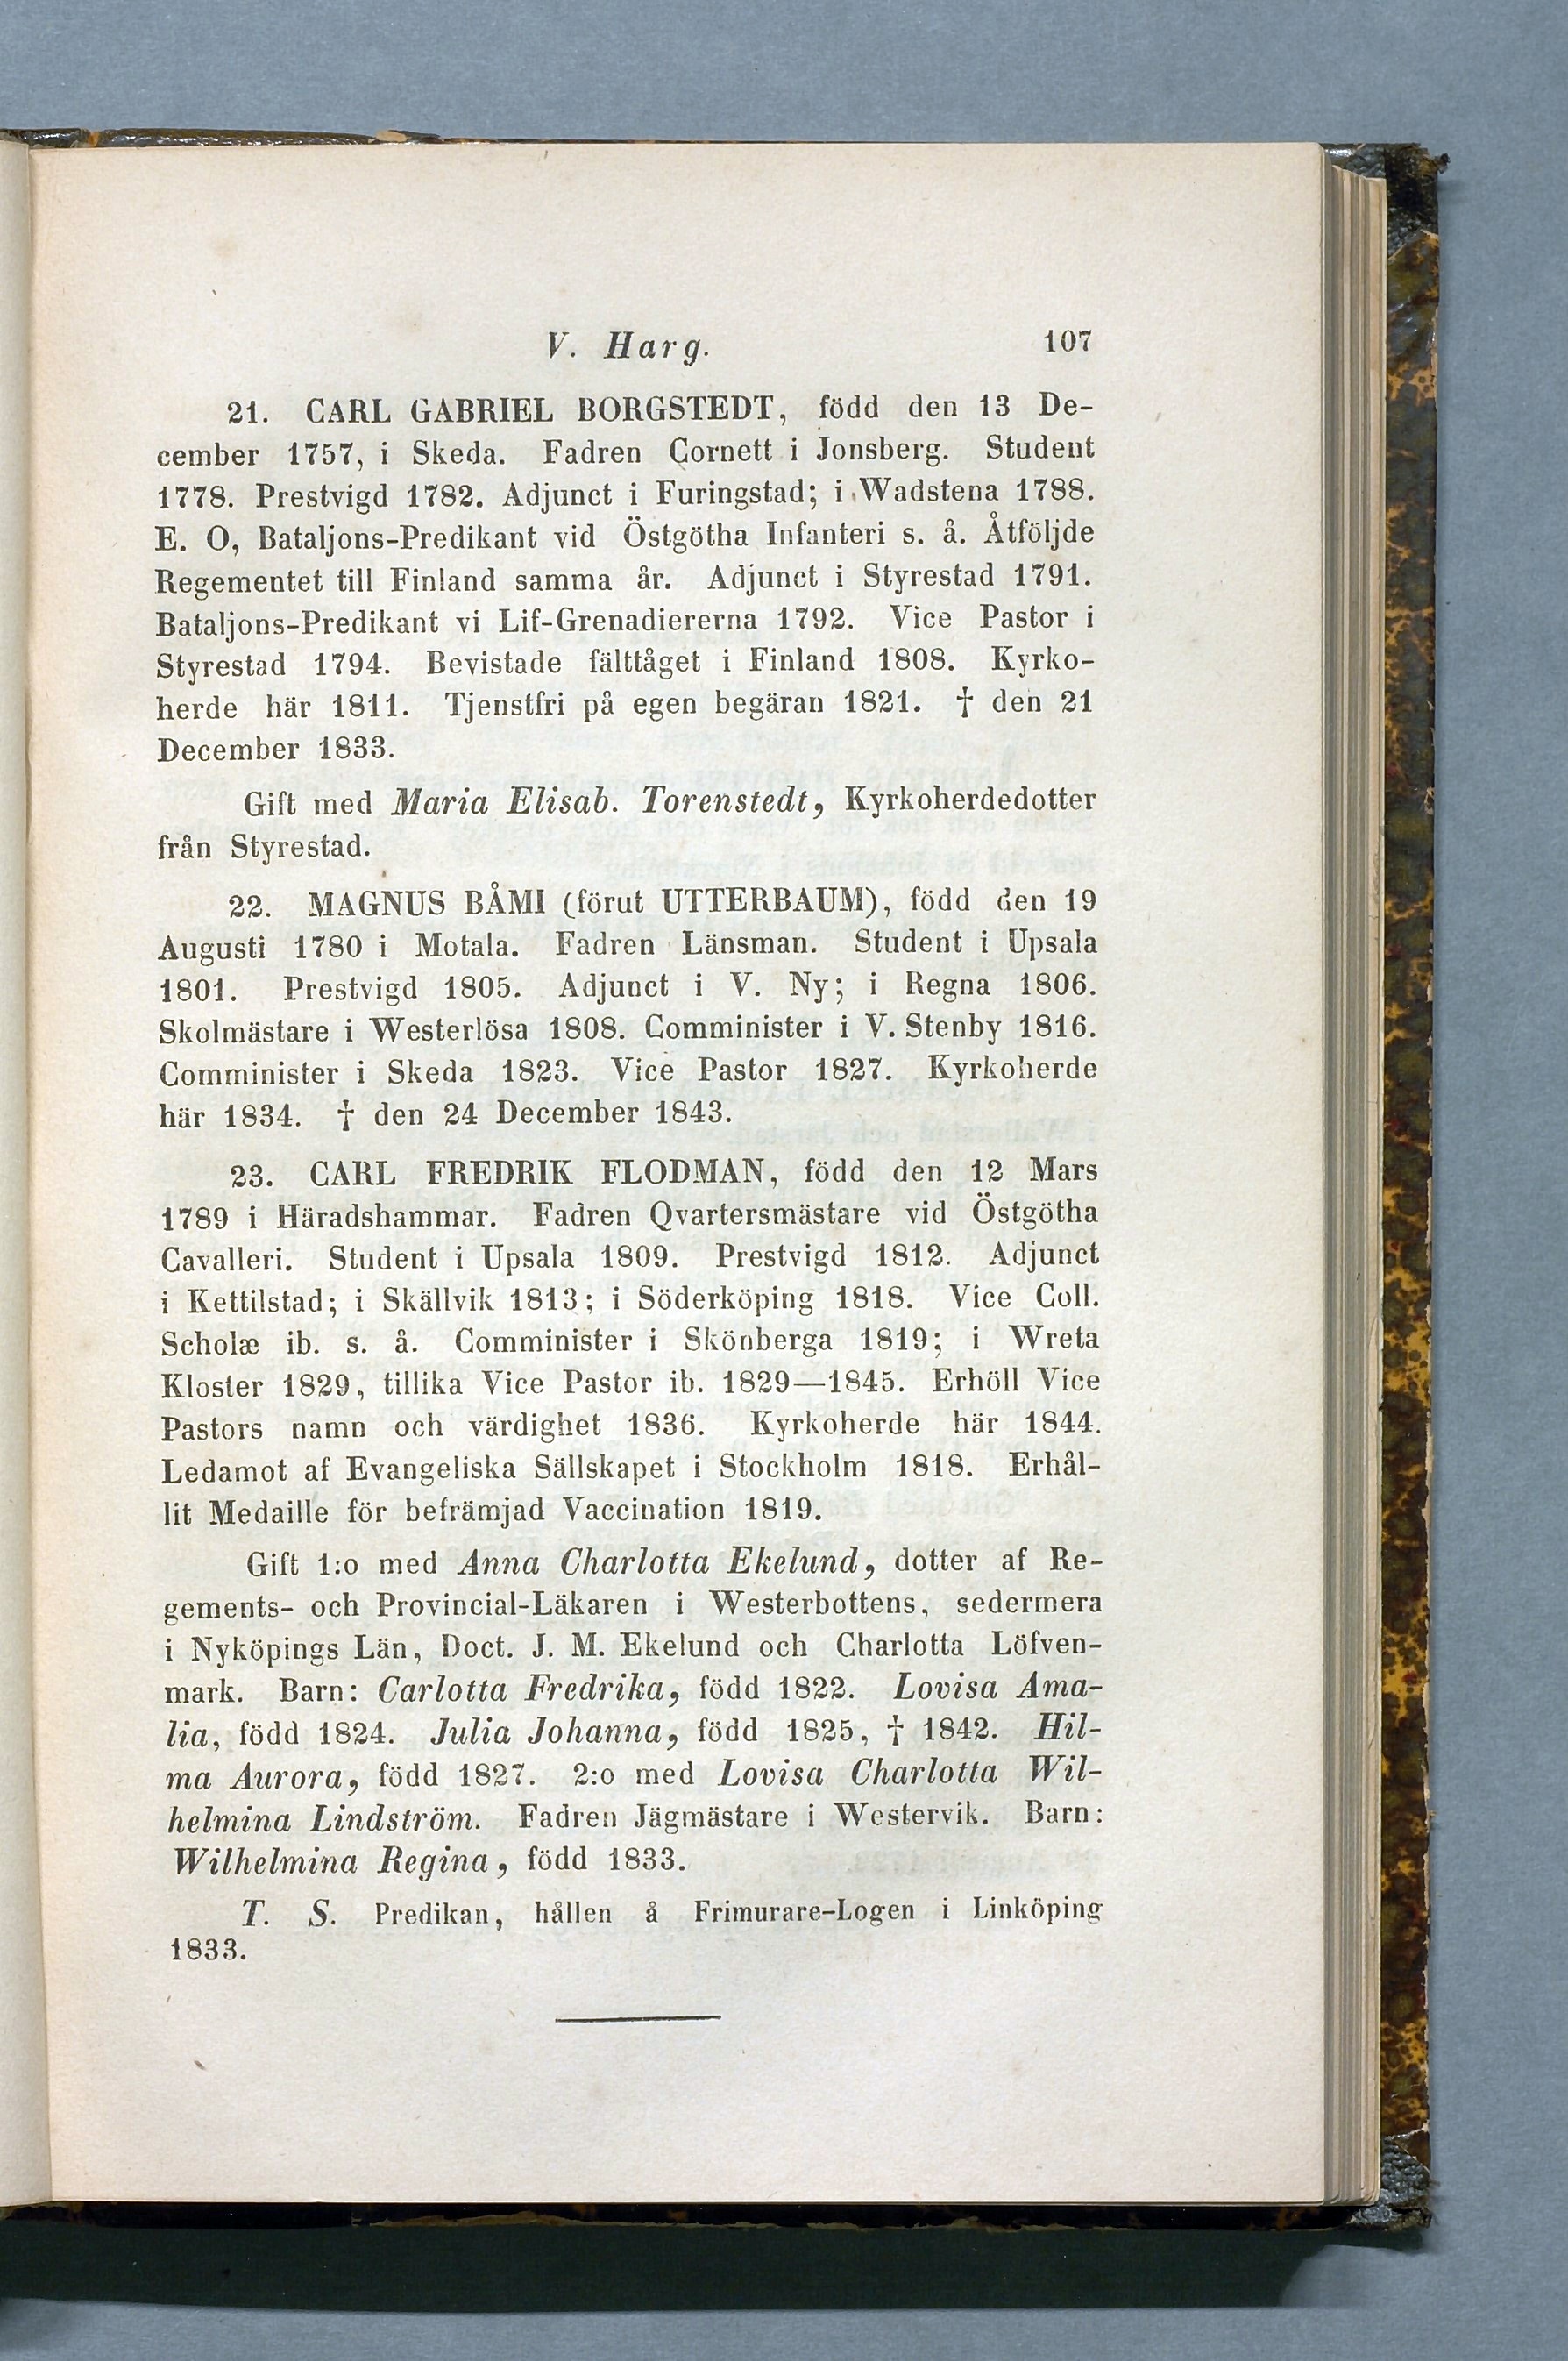 V. Harg. 107
21. CARL GABRIEL BORGSTEDT, född den 13 De-
cember 1757, i Skeda. Fadren Cornett i Jonsberg. Student
1778. Prestvigd 1782. Adjunct i Furingstad; i Wadstena 1788.
E. O, Bataljons-Predikant vid Östgötha Infanteri s. å. Åtföljde
Regementet till Finland samma år. Adjunct i Styrestad 1791.
Bataljons-Predikant vi Lif-Grenadiererna 1792. Vice Pastor i
Styrestad 1794. Bevistade fälttåget i Finland 1808. Kyrko-
herde här 1811. Tjenstfri på egen begäran 1821. † den 21
December 1833.
Gift med Maria Elisab. Torenstedt, Kyrkoherdedotter
från Styrestad.
22. MAGNUS BÅMI (förut UTTERBAUM), född den 19
Augusti 1780 i Motala. Fadren Länsman. Student i Upsala
1801. Prestvigd 1805. Adjunct i V. Ny; i Regna 1806.
Skolmästare i Westerlösa 1808. Comminister i V. Stenby 1816.
Comminister i Skeda 1823. Vice Pastor 1827. Kyrkoherde
här 1834. † den 24 December 1843.
23. CARL FREDRIK FLODMAN, född den 12 Mars
1789 i Häradshammar. Fadren Qvartersmästare vid Östgötha
Cavalleri. Student i Upsala 1809. Prestvigd 1812. Adjunct
i Kettilstad; i Skällvik 1813; i Söderköping 1818. Vice Coll.
Scholæ ib. s. å. Comminister i Skönberga 1819; i Wreta
Kloster 1829, tillika Vice Pastor ib. 1829—1845. Erhöll Vice
Pastors namn och värdighet 1836. Kyrkoherde här 1844.
Ledamot af Evangeliska Sällskapet i Stockholm 1818. Erhål-
lit Medaille för befrämjad Vaccination 1819.
Gift 1:o med Anna Charlotta Ekelund, dotter af Re-
gements- och Provincial-Läkaren i Westerbottens, sedermera
i Nyköpings Län, Doct. J. M. Ekelund och Charlotta Löfven-
mark. Barn: Carlotta Fredrika, född 1822. Lovisa Ama-
lia, född 1824. Julia Johanna, född 1825, † 1842. Hil-
ma Aurora, född 1827. 2:o med Lovisa Charlotta Wil-
helmina Lindström. Fadren Jägmästare i Westervik. Barn:
Wilhelmina Regina, född 1833.
T. S. Predikan, hållen å Frimurare-Logen i Linköping
1833.